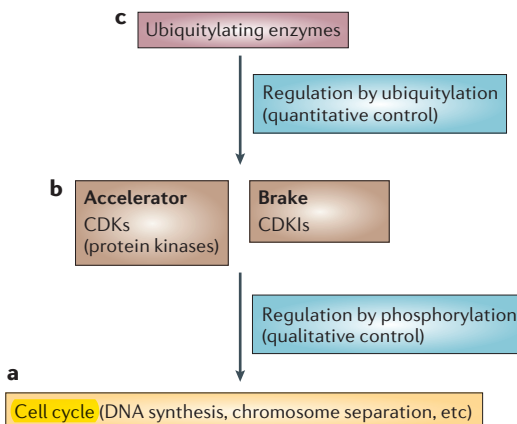 c
Ubiquitylating enzymes
Regulation by ubiquitylation
(quantitative control)
b
Accelerator
CDKs
(protein kinases)
Brake
CDKIs
Regulation by phosphorylation
(qualitative control)
a
Cell cycle (DNA synthesis, chromosome separation, etc)